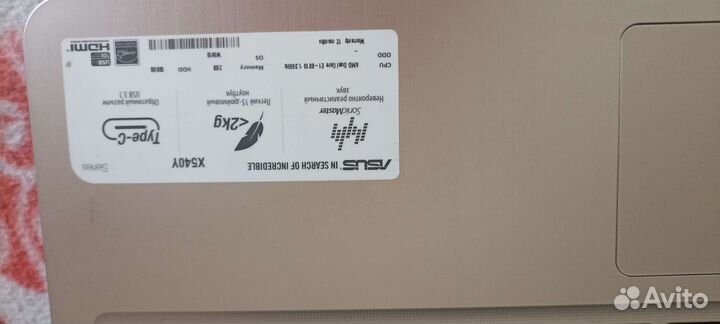 ASUS IN SEARCH OF INCREDIBLE
X540Y Series
SonicMaster
Невероятно реалистичный
звук
<2kg
Легкий 15-дюймовый
ноутбук
Type-C
Обратимый разъем
USB 3.1
CPU AMD Dual Core E1-6010 1.35GHz
Memory 2GB HDD 500GB
ODD -
OS WIN10
Warranty 12 months
USB
HDMI
Avito